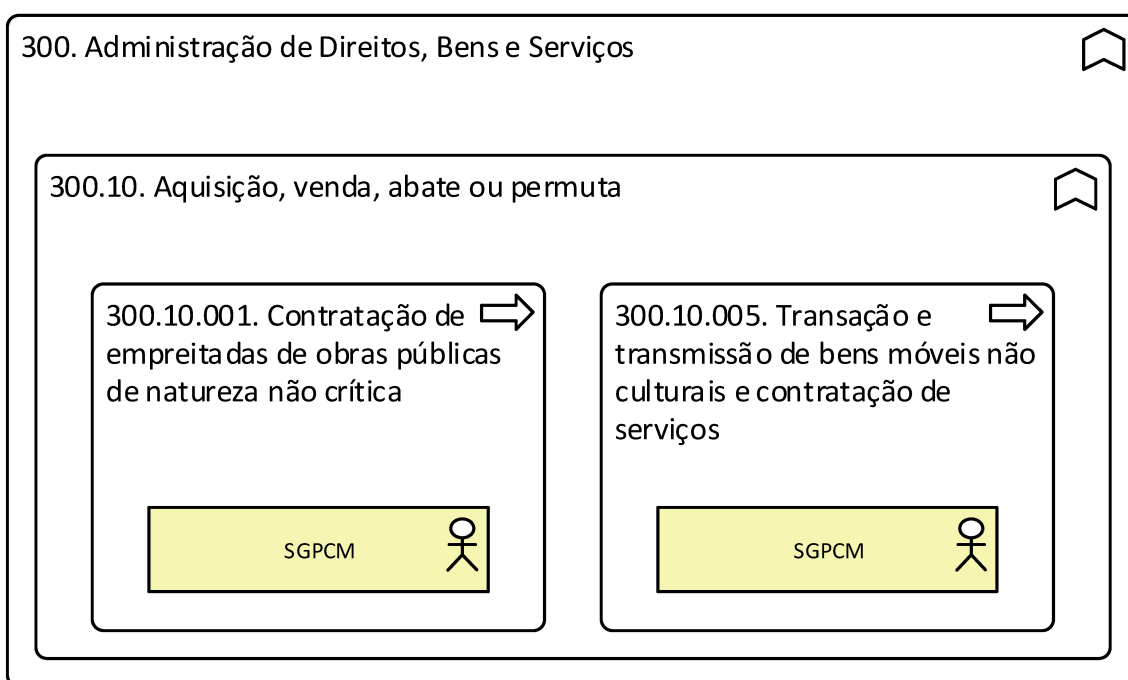 300. Administração de Direitos, Bens e Serviços
300.10. Aquisição, venda, abate ou permuta
300.10.001. Contratação de
empreitadas de obras públicas
de natureza não crítica
SGPCM
300.10.005. Transação e
transmissão de bens móveis não
culturais e contratação de
serviços
SGPCM